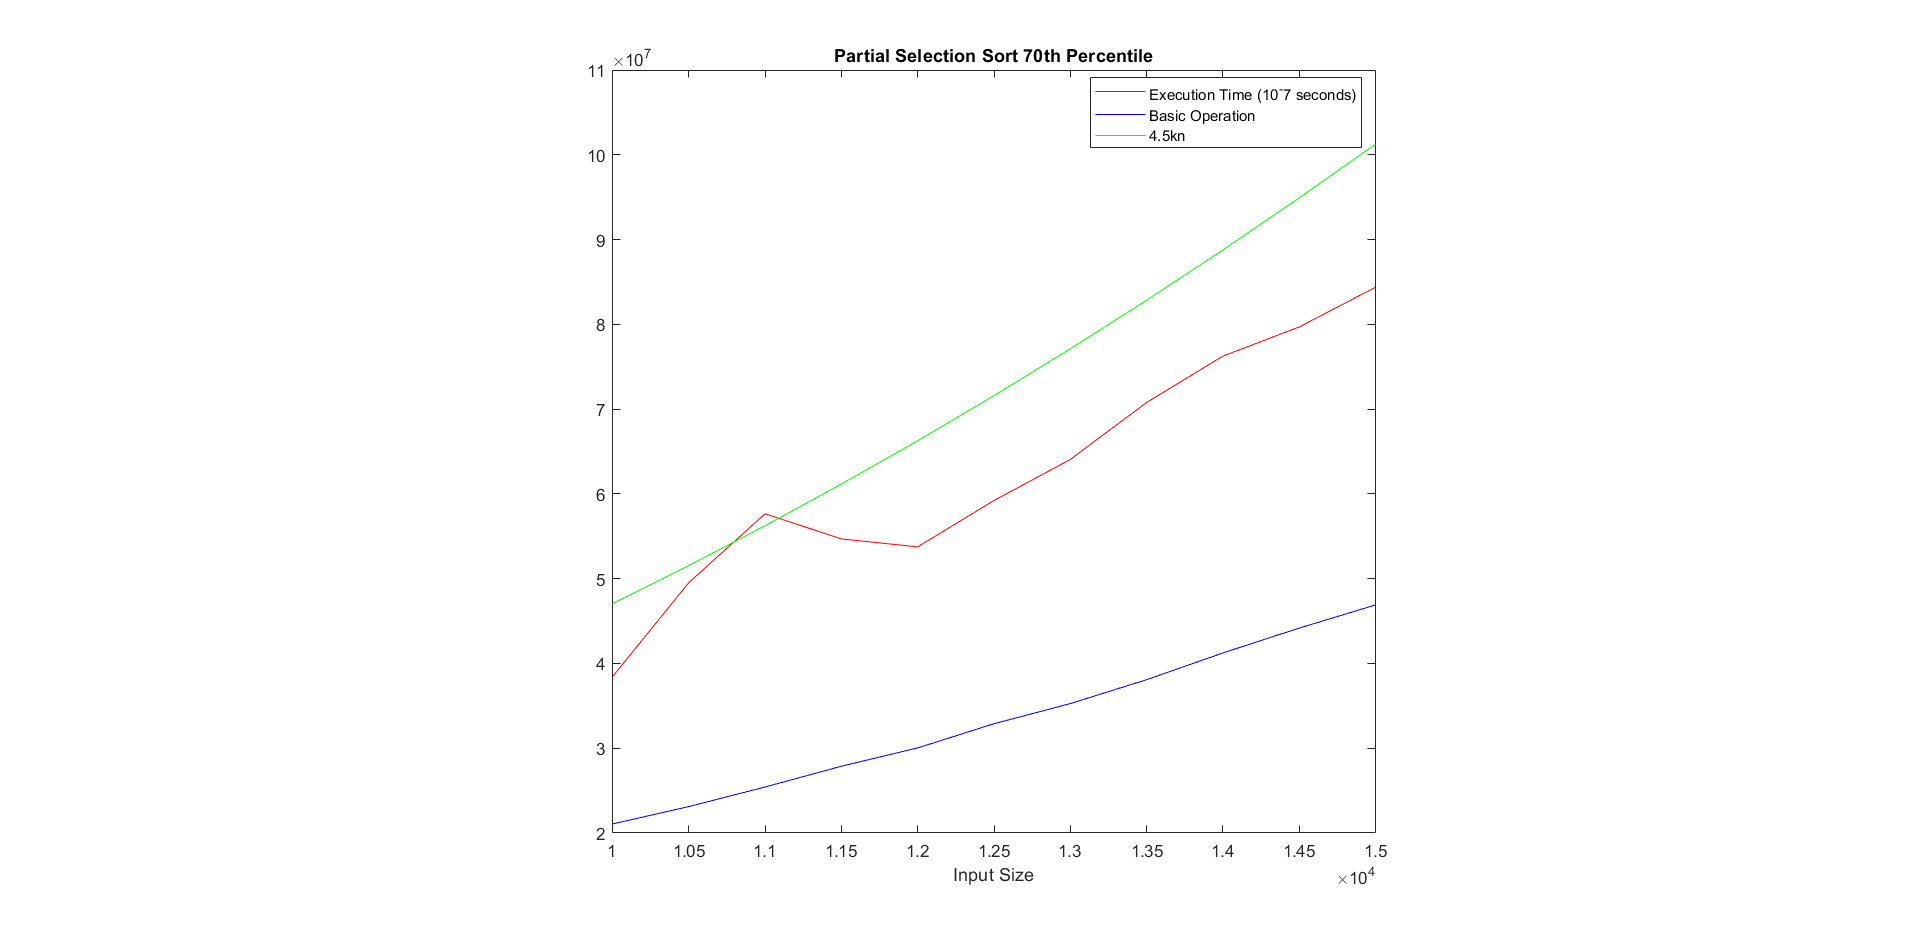 Partial Selection Sort 70th Percentile
×10^7
11
10
9
8
7
6
5
4
3
2
Execution Time (10^-7 seconds)
Basic Operation
4.5kn
1 1.05 1.1 1.15 1.2 1.25 1.3 1.35 1.4 1.45 1.5
Input Size
×10^4